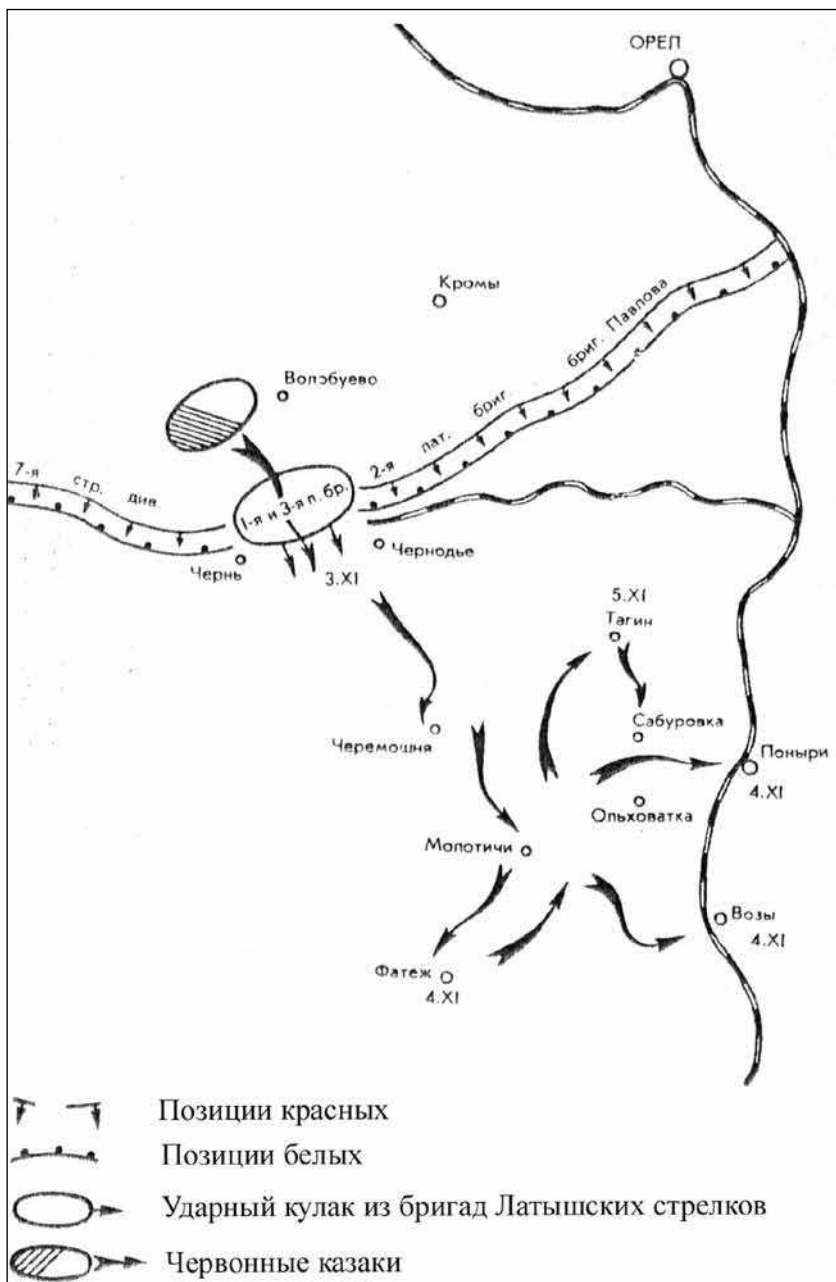 ОРЕЛ
Кромы
Волобуево
7-я стр. див.
1-я и 3-я л. бр.
2-я лат. бриг. бриг. Павлова
Чернь
Чернодье
3.XI
5.XI
Тагин
Черемошня
Сабуровка
Поныри
4.XI
Ольховатка
Молотичи
Возы
4.XI
Фатеж
4.XI
Позиции красных
Позиции белых
Ударный кулак из бригад Латышских стрелков
Червонные казаки